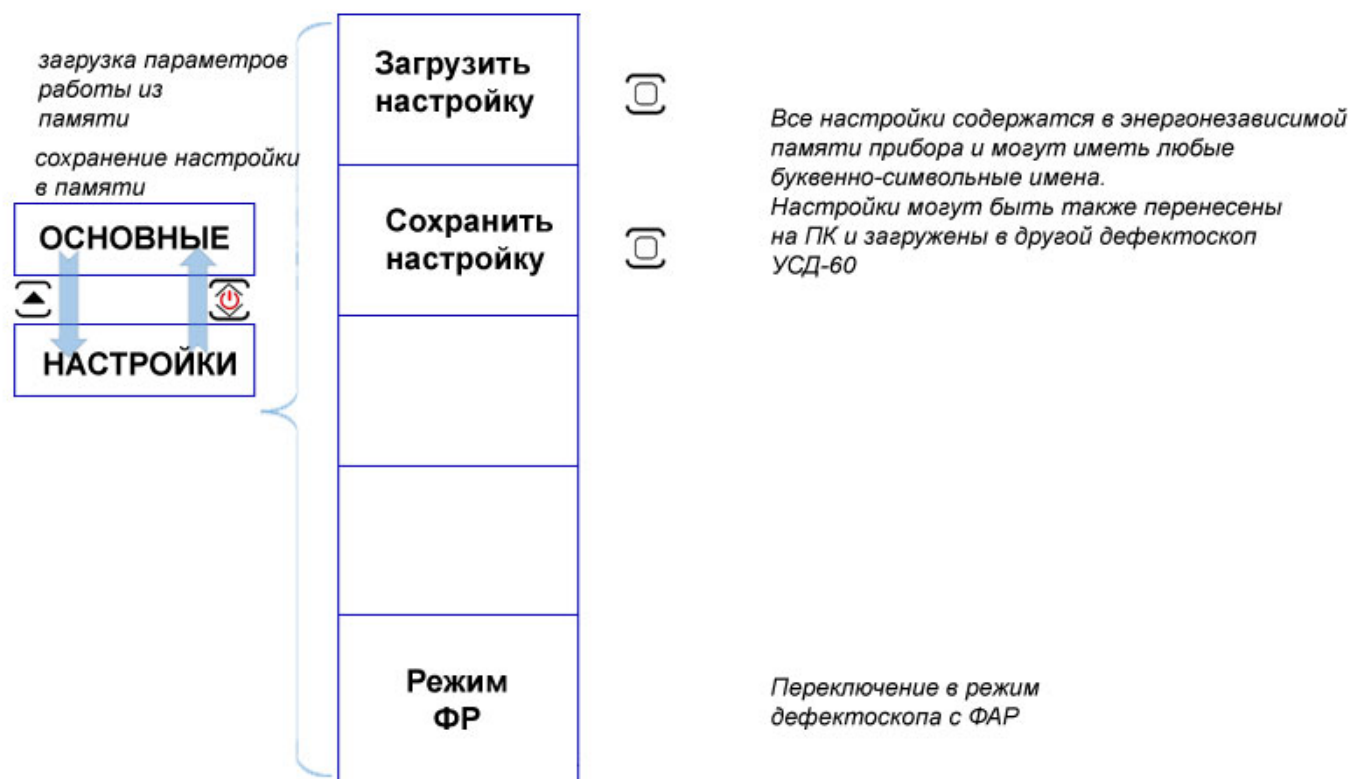 загрузка параметров
работы из
памяти
сохранение настройки
в памяти
ОСНОВНЫЕ
НАСТРОЙКИ
Загрузить
настройку
Сохранить
настройку
Режим
ФР
Все настройки содержатся в энергонезависимой
памяти прибора и могут иметь любые
буквенно-символьные имена.
Настройки могут быть также перенесены
на ПК и загружены в другой дефектоскоп
УСД-60
Переключение в режим
дефектоскопа с ФАР